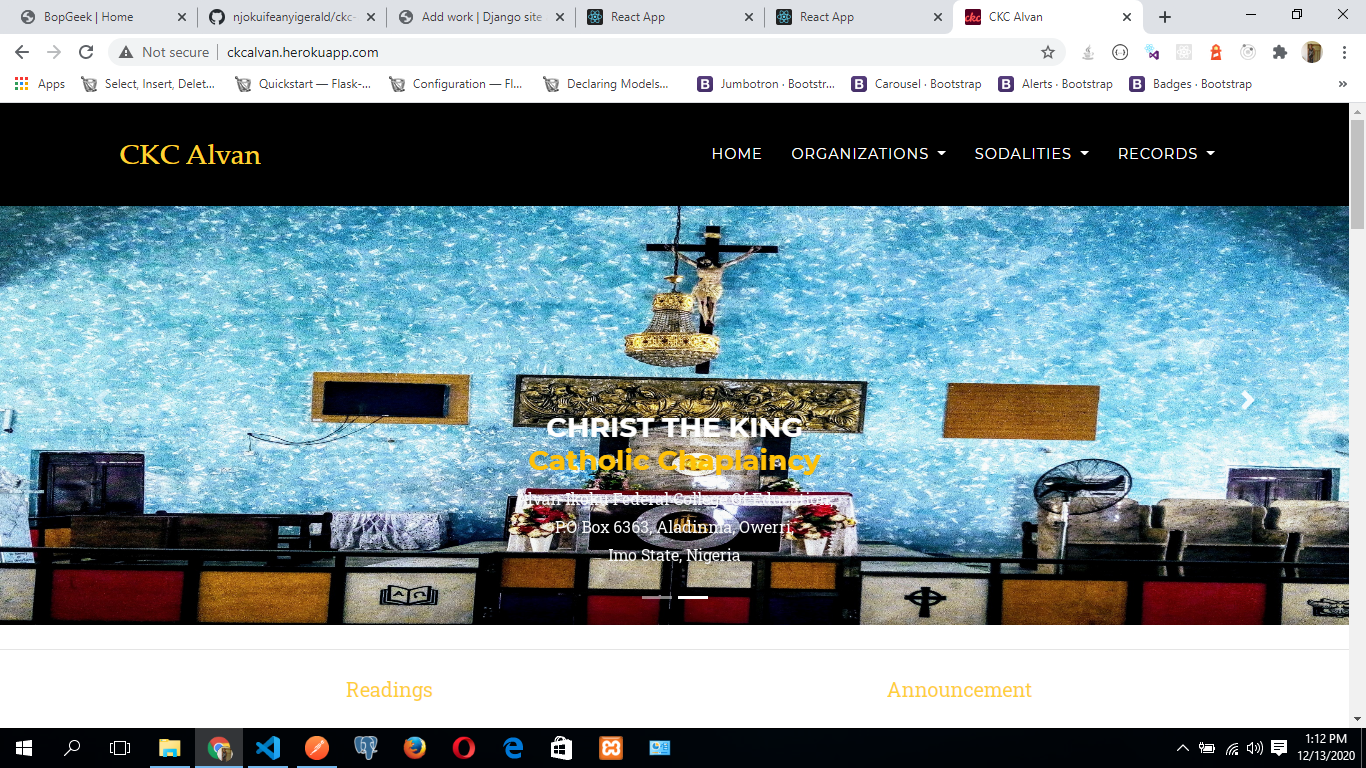 BopGeek | Home
njokuifeanyigerald/ckc-
Add work | Django site
React App
React App
ckc
CKC Alvan
Not secure
ckcalvan.herokuapp.com
Apps
Select, Insert, Delet...
Quickstart — Flask-...
Configuration — Fl...
Declaring Models...
B
Jumbotron · Bootstr...
B
Carousel · Bootstrap
B
Alerts · Bootstrap
B
Badges · Bootstrap
»
CKC Alvan
HOME
ORGANIZATIONS
SODALITIES
RECORDS
CHRIST THE KING
Catholic Chaplaincy
Alvan Ikoku Federal College Of Education
PO Box 6363, Aladinma, Owerri,
Imo State, Nigeria
Readings
Announcement
1:12 PM
12/13/2020